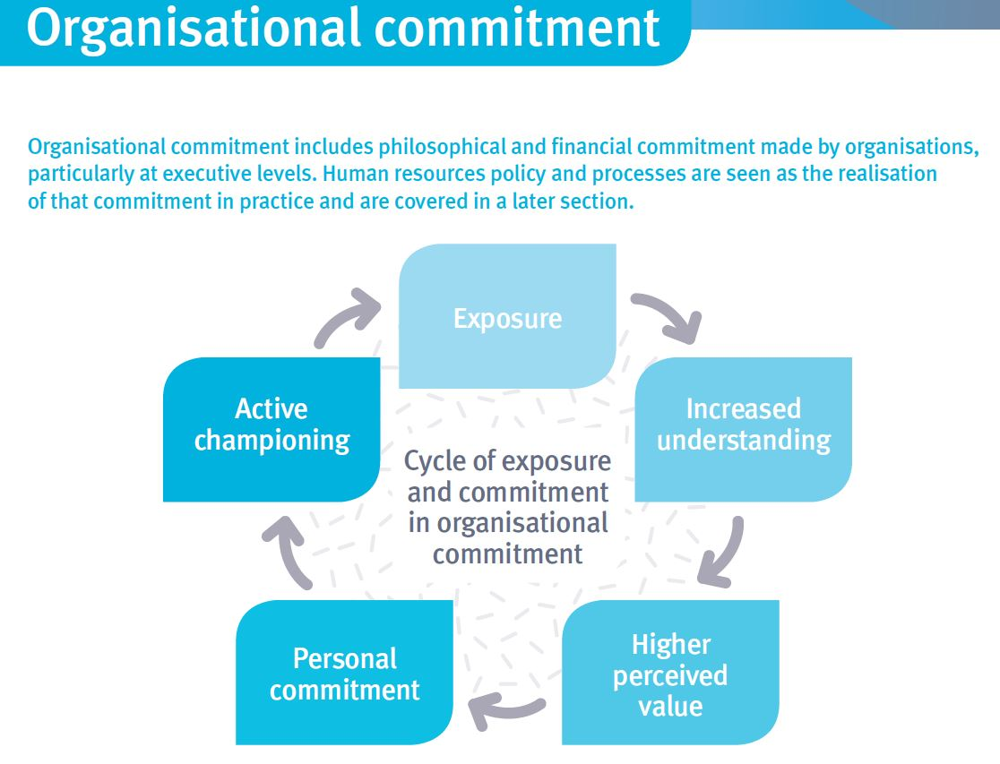 Organisational commitment
Organisational commitment includes philosophical and financial commitment made by organisations,
particularly at executive levels. Human resources policy and processes are seen as the realisation
of that commitment in practice and are covered in a later section.
Exposure
Increased
understanding
Higher
perceived
value
Personal
commitment
Active
championing
Cycle of exposure
and commitment
in organisational
commitment